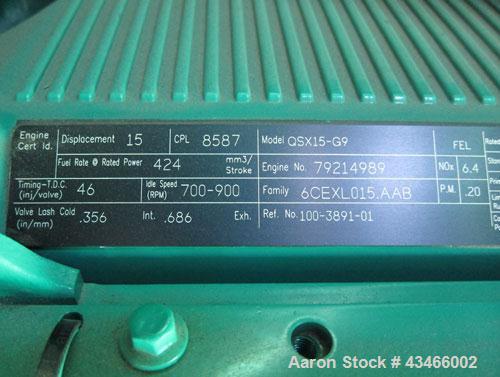 Engine Cert Id. Displacement 15 CPL 8587 Model QSX15-G9 FEL Rated
Fuel Rate @ Rated Power 424 mm3/Stroke Engine No. 79214989 NOx 6.4
Timing-T.D.C. (inj/valve) 46 Idle Speed (RPM) 700-900 Family 6CEXL015.AAB P.M. .20
Valve Lash Cold (in/mm) .356 Int. .686 Exh. Ref. No. 100-3891-01
Aaron Stock # 43466002